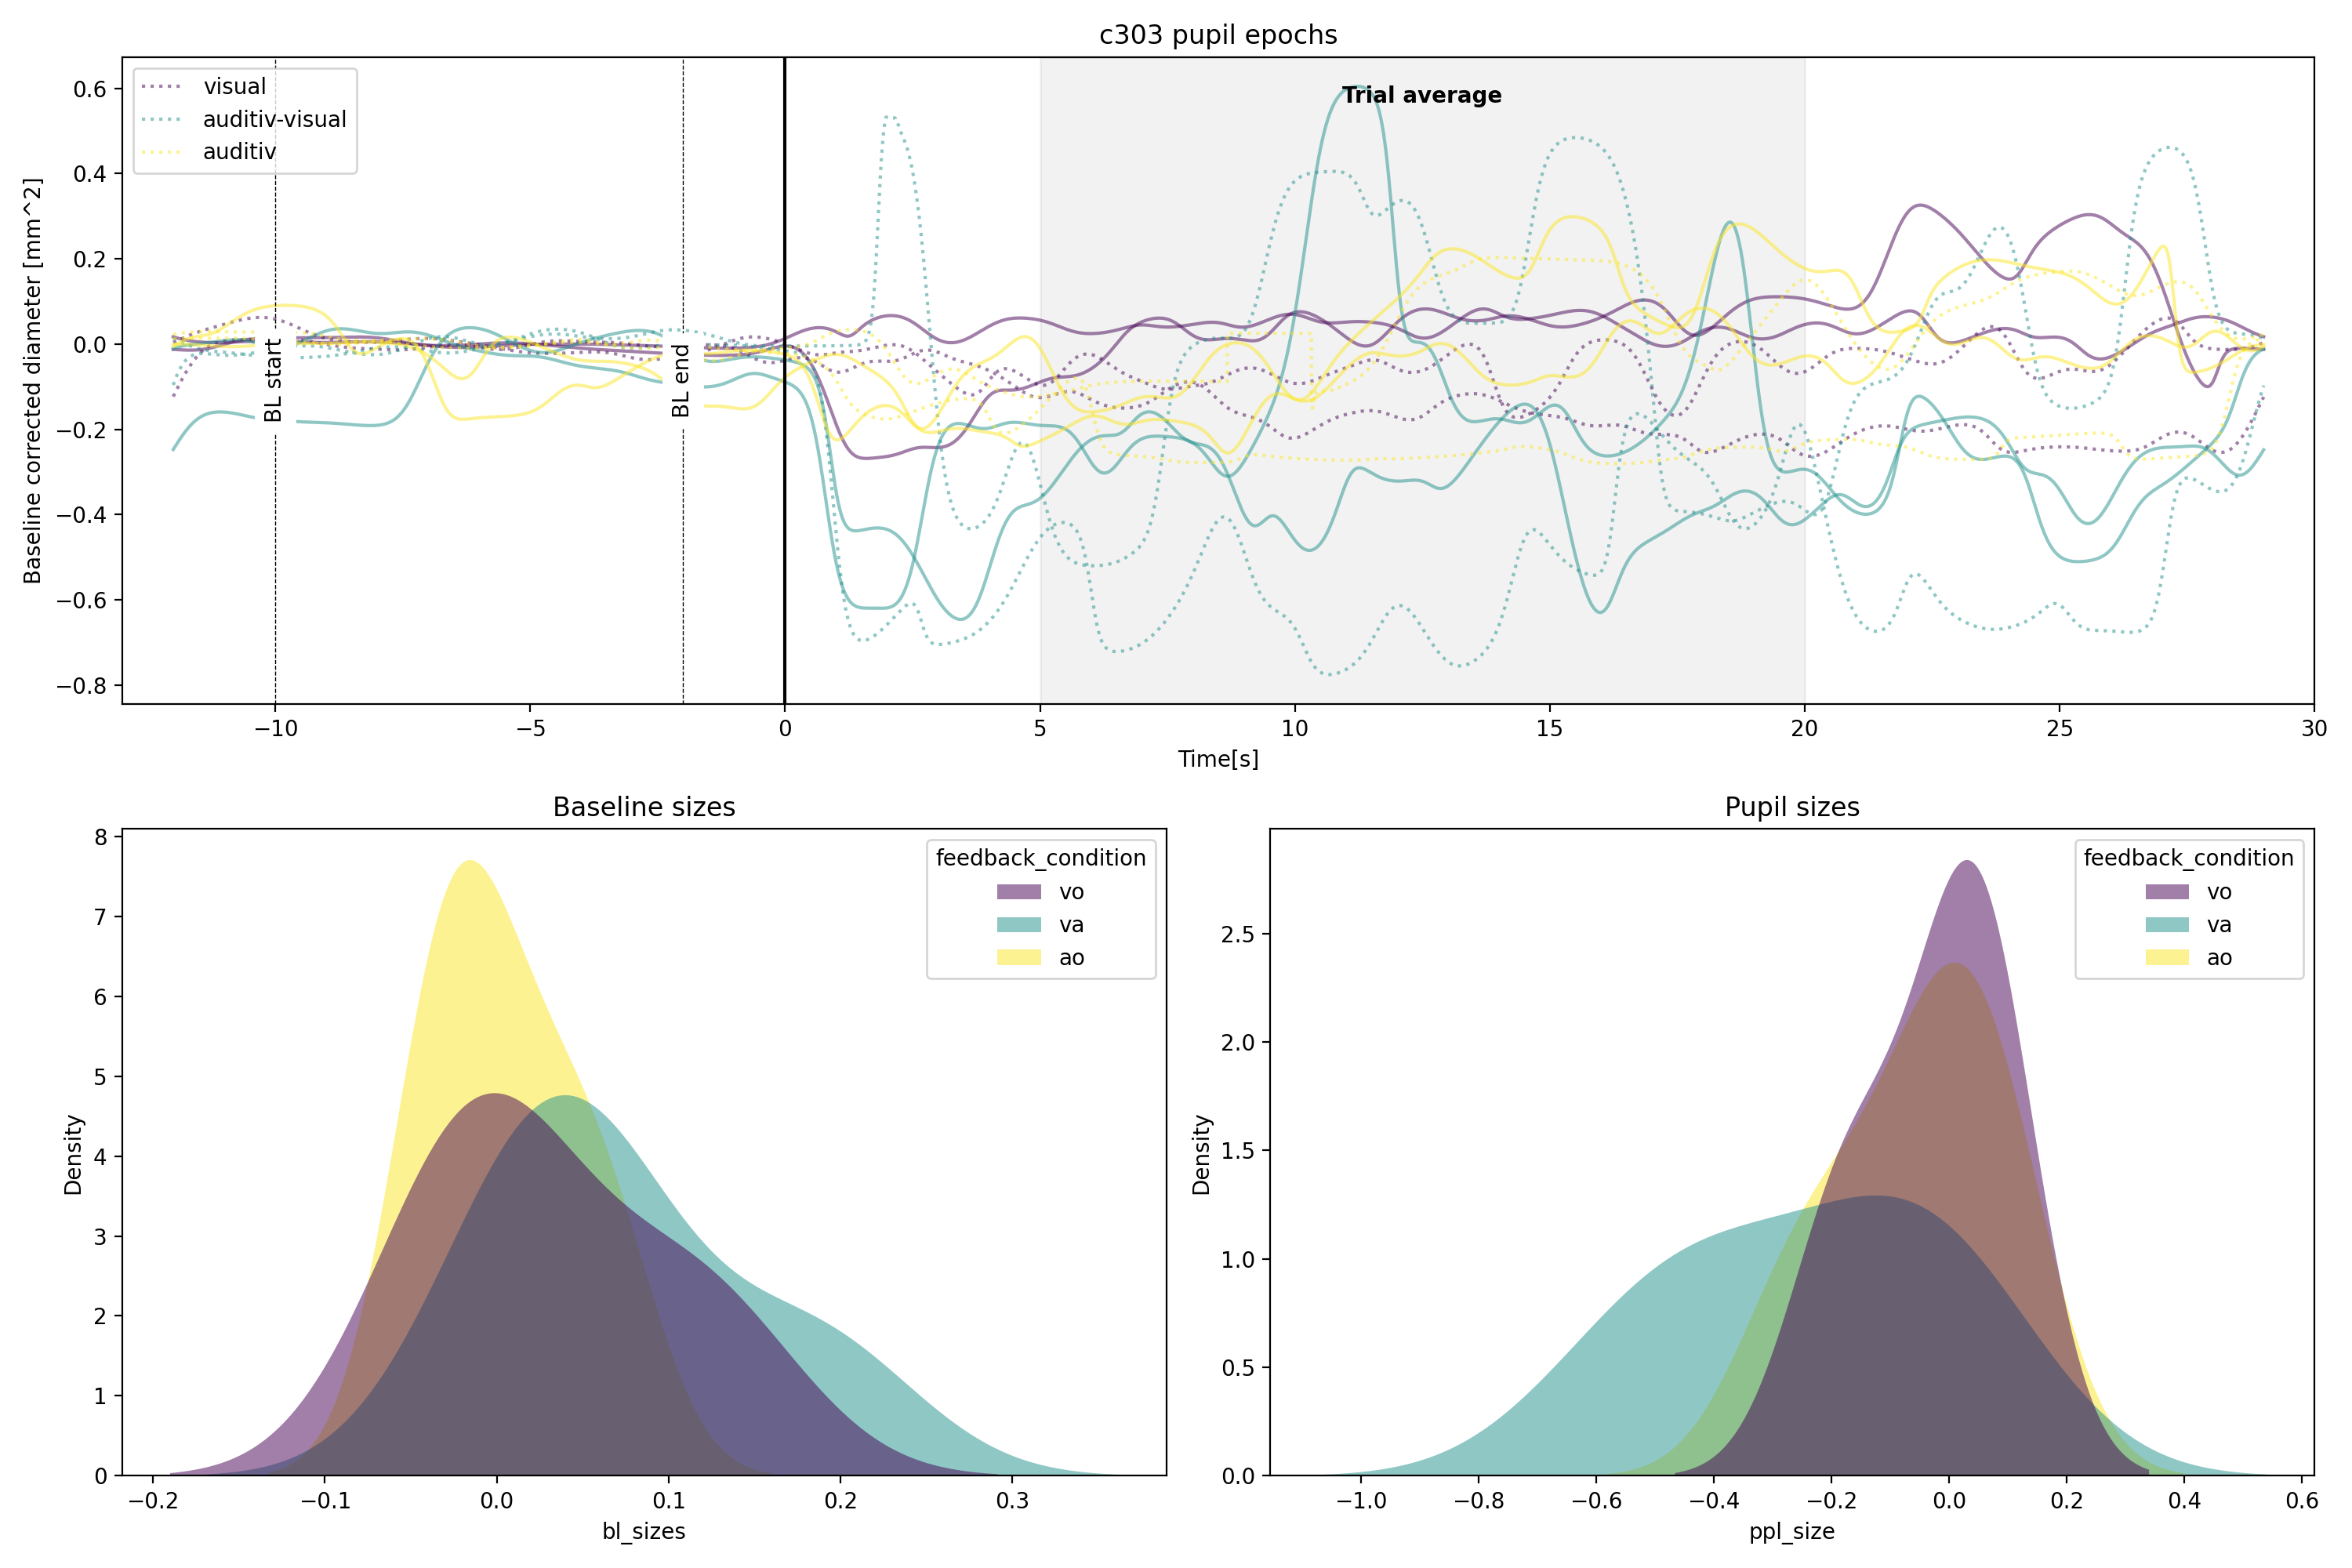 c303 pupil epochs
Baseline corrected diameter [mm^2]
0.6
0.4
0.2
0.0
−0.2
−0.4
−0.6
−0.8
visual
auditiv-visual
auditiv
BL start
BL end
Trial average
−10
−5
0
5
10
15
20
25
30
Time[s]
Baseline sizes
Density
8
7
6
5
4
3
2
1
0
feedback_condition
vo
va
ao
−0.2
−0.1
0.0
0.1
0.2
0.3
bl_sizes
Pupil sizes
Density
2.5
2.0
1.5
1.0
0.5
0.0
feedback_condition
vo
va
ao
−1.0
−0.8
−0.6
−0.4
−0.2
0.0
0.2
0.4
0.6
ppl_size